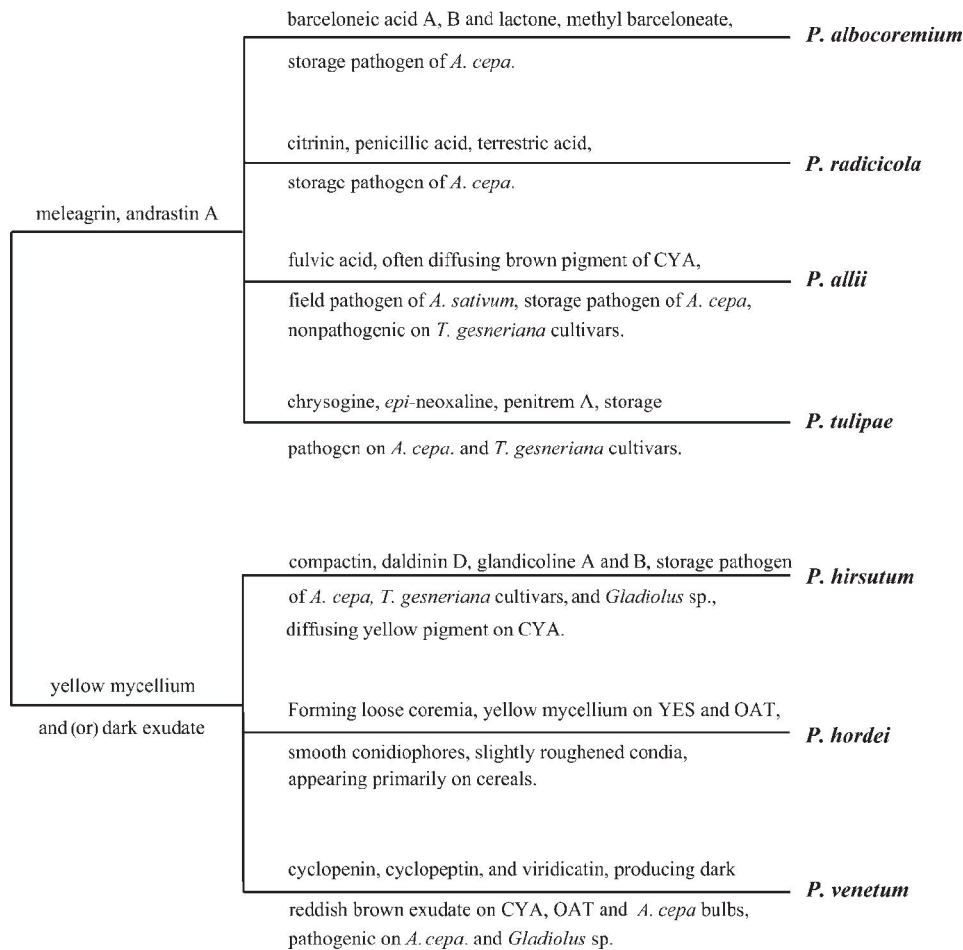 barceloneic acid A, B and lactone, methyl barceloneate,
P. albocoremium
storage pathogen of A. cepa.
citrinin, penicillic acid, terrestric acid,
P. radicicola
storage pathogen of A. cepa.
meleagrin, andrastin A
fulvic acid, often diffusing brown pigment of CYA,
P. allii
field pathogen of A. sativum, storage pathogen of A. cepa,
nonpathogenic on T. gesneriana cultivars.
chrysogine, epi-neoxaline, penitrem A, storage
P. tulipae
pathogen on A. cepa. and T. gesneriana cultivars.
compactin, daldinin D, glandicoline A and B, storage pathogen
P. hirsutum
of A. cepa, T. gesneriana cultivars, and Gladiolus sp.,
diffusing yellow pigment on CYA.
yellow mycellium
and (or) dark exudate
Forming loose coremia, yellow mycellium on YES and OAT,
P. hordei
smooth conidiophores, slightly roughened condia,
appearing primarily on cereals.
cyclopenin, cyclopeptin, and viridicatin, producing dark
P. venetum
reddish brown exudate on CYA, OAT and A. cepa bulbs,
pathogenic on A. cepa. and Gladiolus sp.